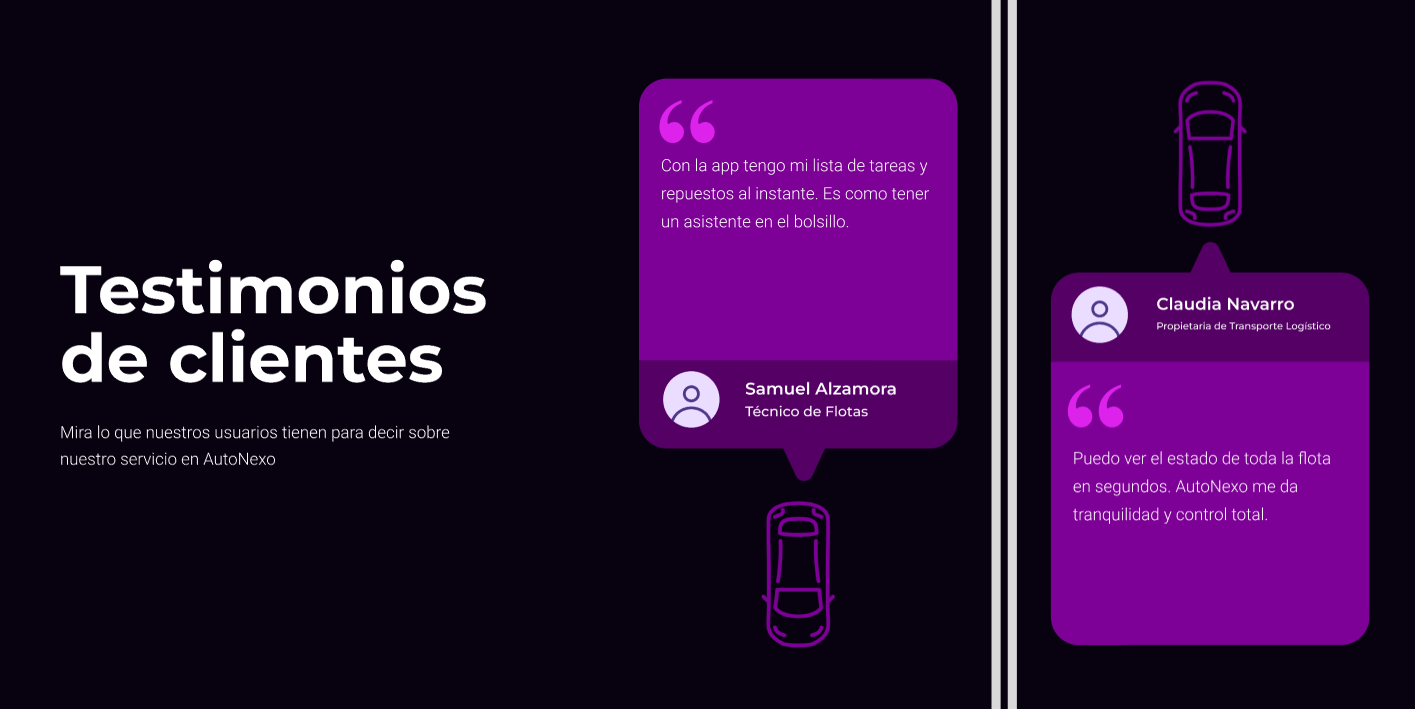 Testimonios
de clientes
Mira lo que nuestros usuarios tienen para decir sobre
nuestro servicio en AutoNexo
“
Con la app tengo mi lista de tareas y
repuestos al instante. Es como tener
un asistente en el bolsillo.
Samuel Alzamora
Técnico de Flotas
Claudia Navarro
Propietaria de Transporte Logístico
“
Puedo ver el estado de toda la flota
en segundos. AutoNexo me da
tranquilidad y control total.